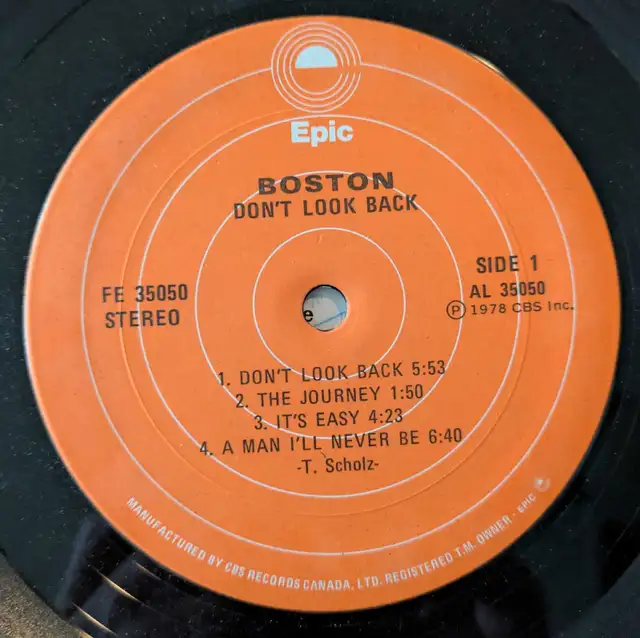 Epic
BOSTON
DON'T LOOK BACK
FE 35050
STEREO
SIDE 1
AL 35050
Ⓟ 1978 CBS Inc.
e
1. DON'T LOOK BACK 5:53
2. THE JOURNEY 1:50
3. IT'S EASY 4:23
4. A MAN I'LL NEVER BE 6:40
-T. Scholz-
MANUFACTURED BY CBS RECORDS CANADA, LTD. REGISTERED T.M. OWNER - EPIC